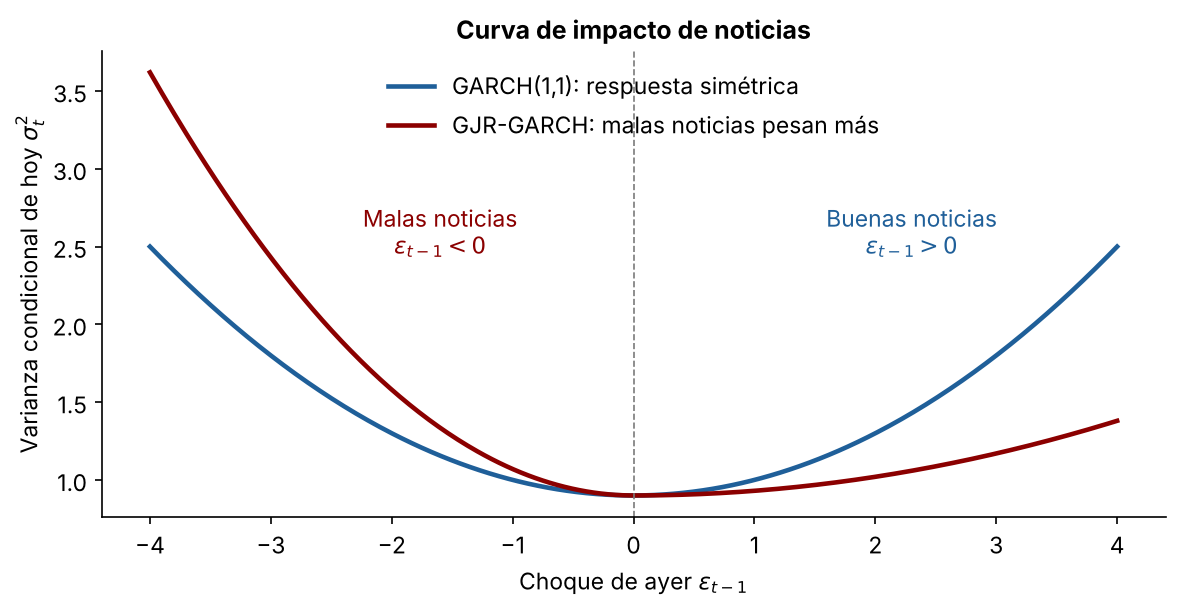 Curva de impacto de noticias
GARCH(1,1): respuesta simétrica
GJR-GARCH: malas noticias pesan más
Malas noticias
εₜ₋₁ < 0
Buenas noticias
εₜ₋₁ > 0
Varianza condicional de hoy σₜ²
3.5
3.0
2.5
2.0
1.5
1.0
−4
−3
−2
−1
0
1
2
3
4
Choque de ayer εₜ₋₁